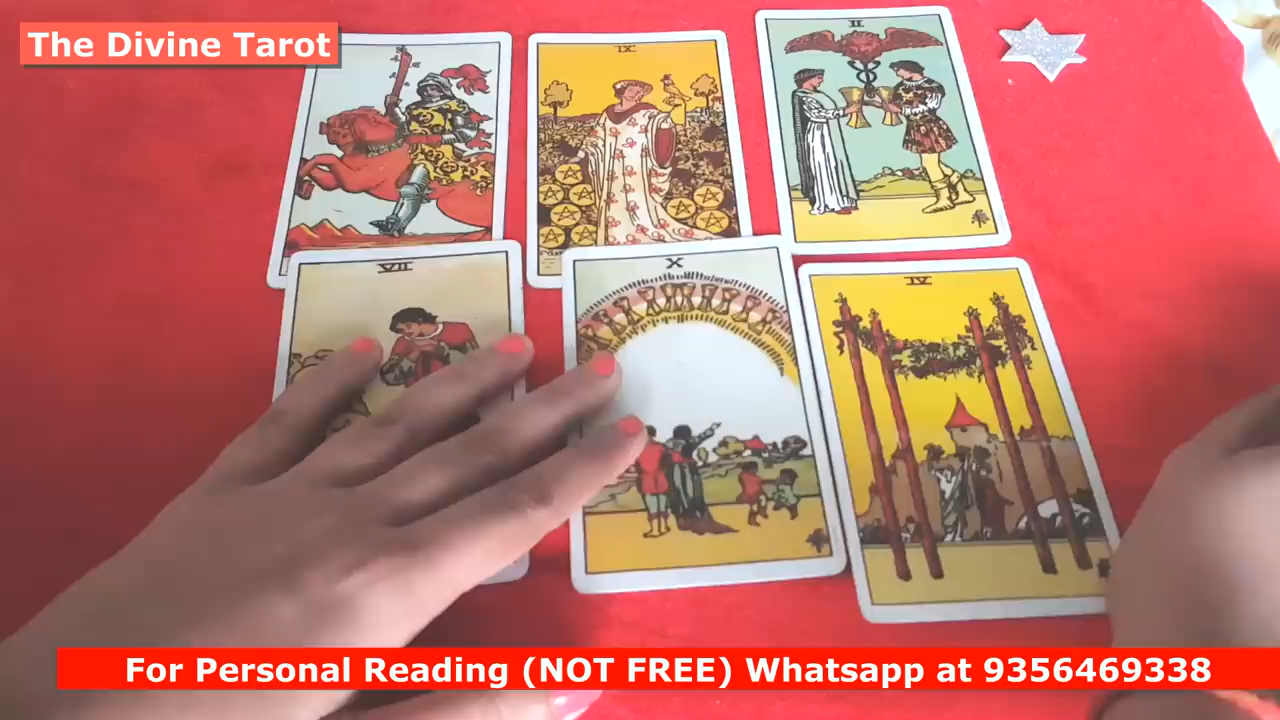 The Divine Tarot
IX
II
VII
X
IV
For Personal Reading (NOT FREE) Whatsapp at 9356469338